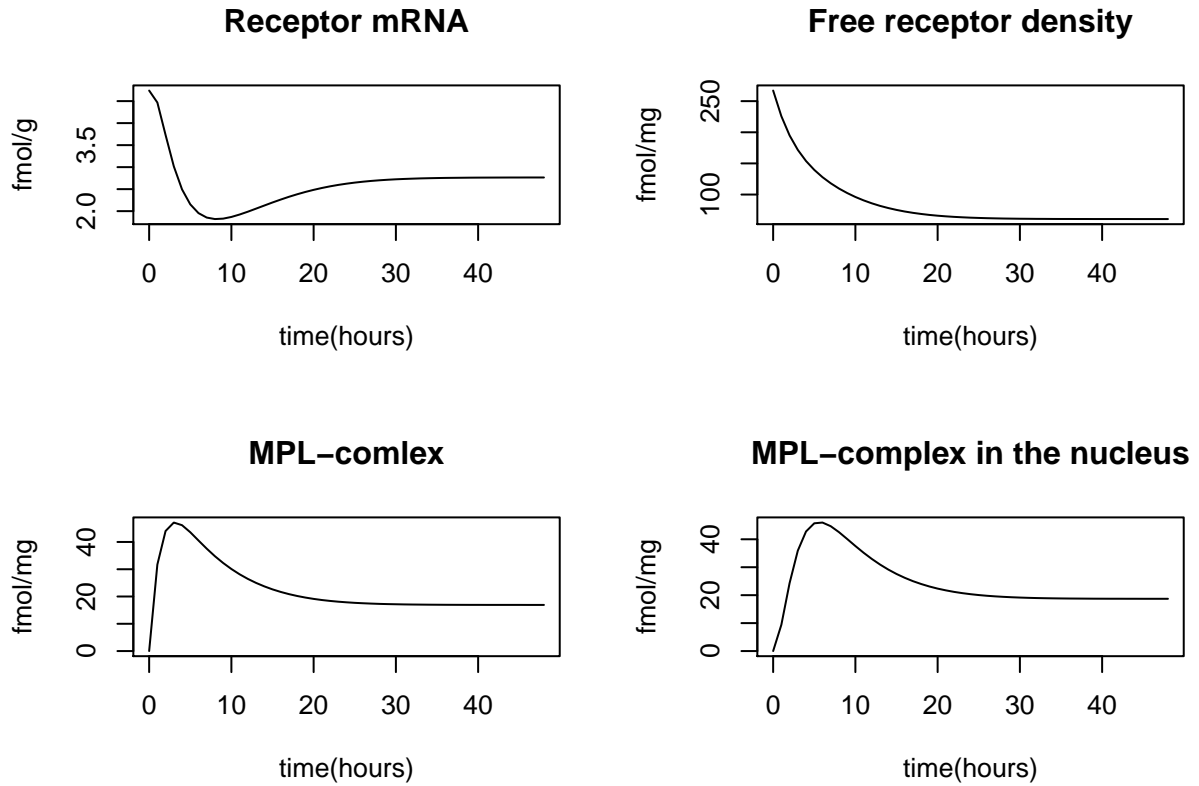 Receptor mRNA
fmol/g
2.0 3.5
0 10 20 30 40
time(hours)
Free receptor density
fmol/mg
100 250
0 10 20 30 40
time(hours)
MPL−comlex
fmol/mg
0 20 40
0 10 20 30 40
time(hours)
MPL−complex in the nucleus
fmol/mg
0 20 40
0 10 20 30 40
time(hours)